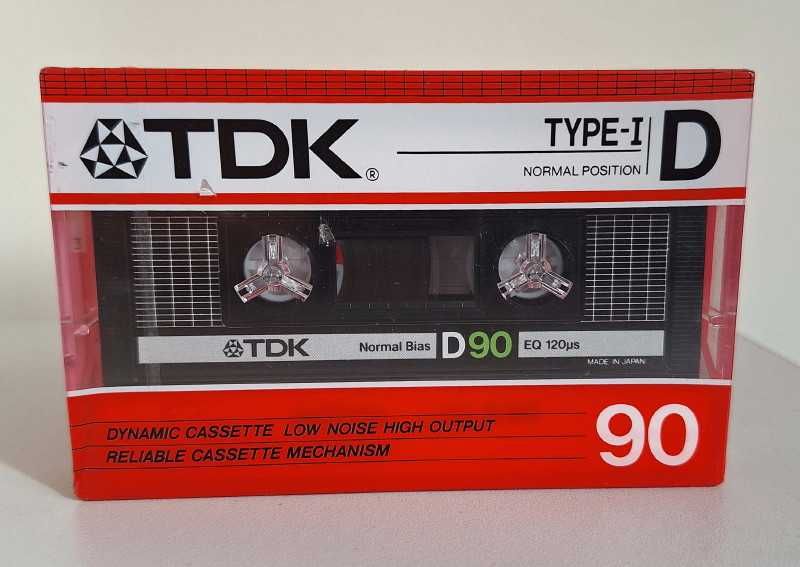 TDK®
TYPE-I
NORMAL POSITION
D
TDK
Normal Bias
D90
EQ 120µs
MADE IN JAPAN
DYNAMIC CASSETTE LOW NOISE HIGH OUTPUT
RELIABLE CASSETTE MECHANISM
90